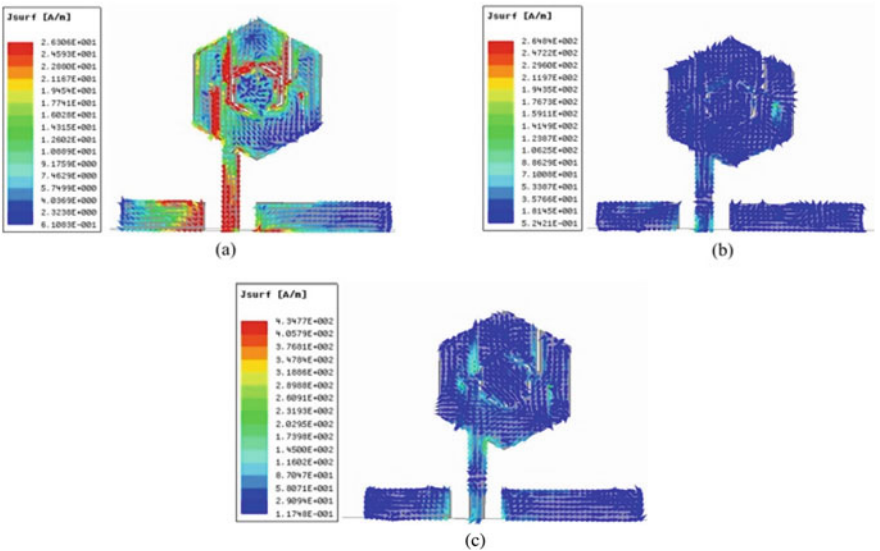 Jsurf [A/m]
2.6306E+001
2.4593E+001
2.2880E+001
2.1167E+001
1.9454E+001
1.7741E+001
1.6028E+001
1.4315E+001
1.2602E+001
1.0889E+001
9.1759E+000
7.4629E+000
5.7499E+000
4.0369E+000
2.3238E+000
6.1083E-001
(a)
Jsurf [A/m]
2.6484E+002
2.4722E+002
2.2960E+002
2.1197E+002
1.9435E+002
1.7673E+002
1.5911E+002
1.4149E+002
1.2387E+002
1.0625E+002
8.8629E+001
7.1008E+001
5.3387E+001
3.5766E+001
1.8145E+001
5.2421E-001
(b)
Jsurf [A/m]
4.3477E+002
4.0579E+002
3.7681E+002
3.4784E+002
3.1886E+002
2.8988E+002
2.6091E+002
2.3193E+002
2.0295E+002
1.7398E+002
1.4500E+002
1.1602E+002
8.7047E+001
5.8071E+001
2.9094E+001
1.1748E-001
(c)